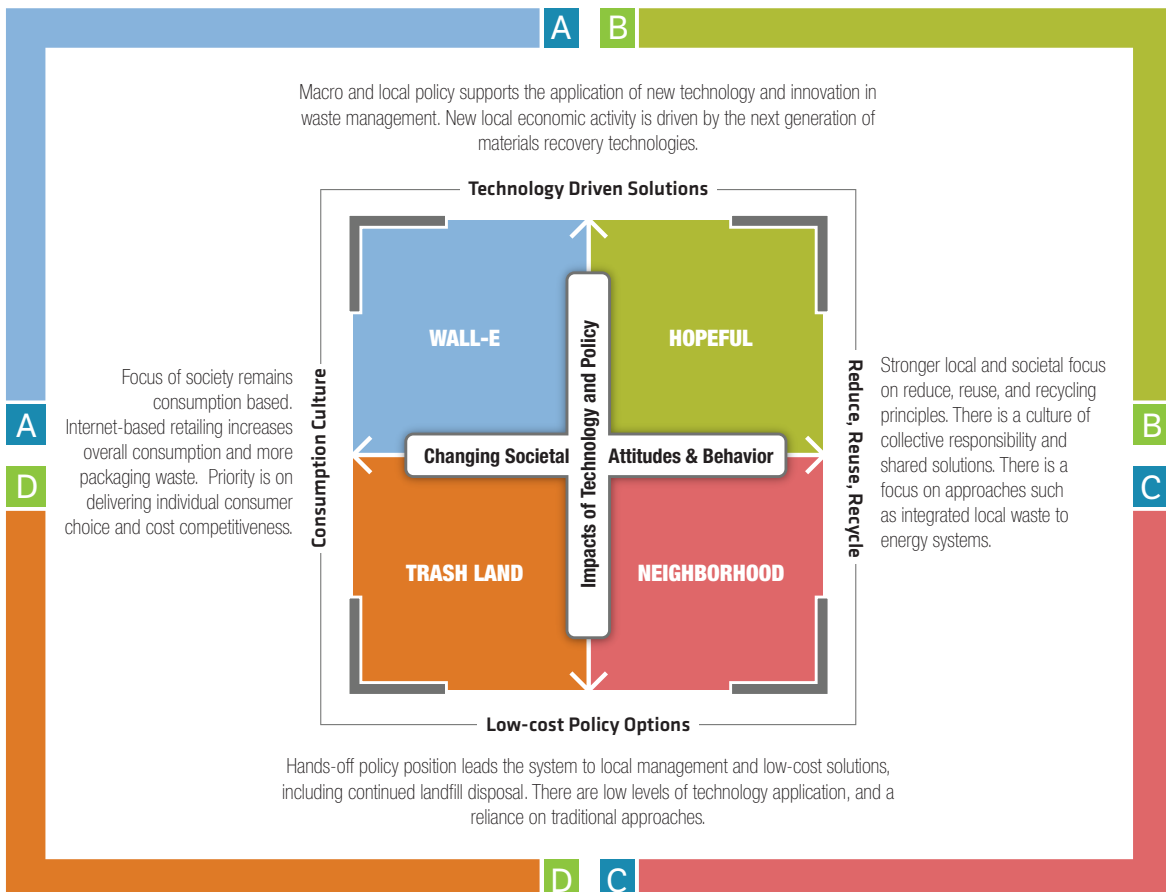 A B
Macro and local policy supports the application of new technology and innovation in
waste management. New local economic activity is driven by the next generation of
materials recovery technologies.
Technology Driven Solutions
WALL-E
HOPEFUL
Consumption Culture
Focus of society remains
consumption based.
Internet-based retailing increases
overall consumption and more
packaging waste. Priority is on
delivering individual consumer
choice and cost competitiveness.
A
D
Impacts of Technology and Policy
Changing Societal Attitudes & Behavior
Reduce, Reuse, Recycle
Stronger local and societal focus
on reduce, reuse, and recycling
principles. There is a culture of
collective responsibility and
shared solutions. There is a
focus on approaches such
as integrated local waste to
energy systems.
B
C
TRASH LAND
NEIGHBORHOOD
Low-cost Policy Options
Hands-off policy position leads the system to local management and low-cost solutions,
including continued landfill disposal. There are low levels of technology application, and a
reliance on traditional approaches.
D C